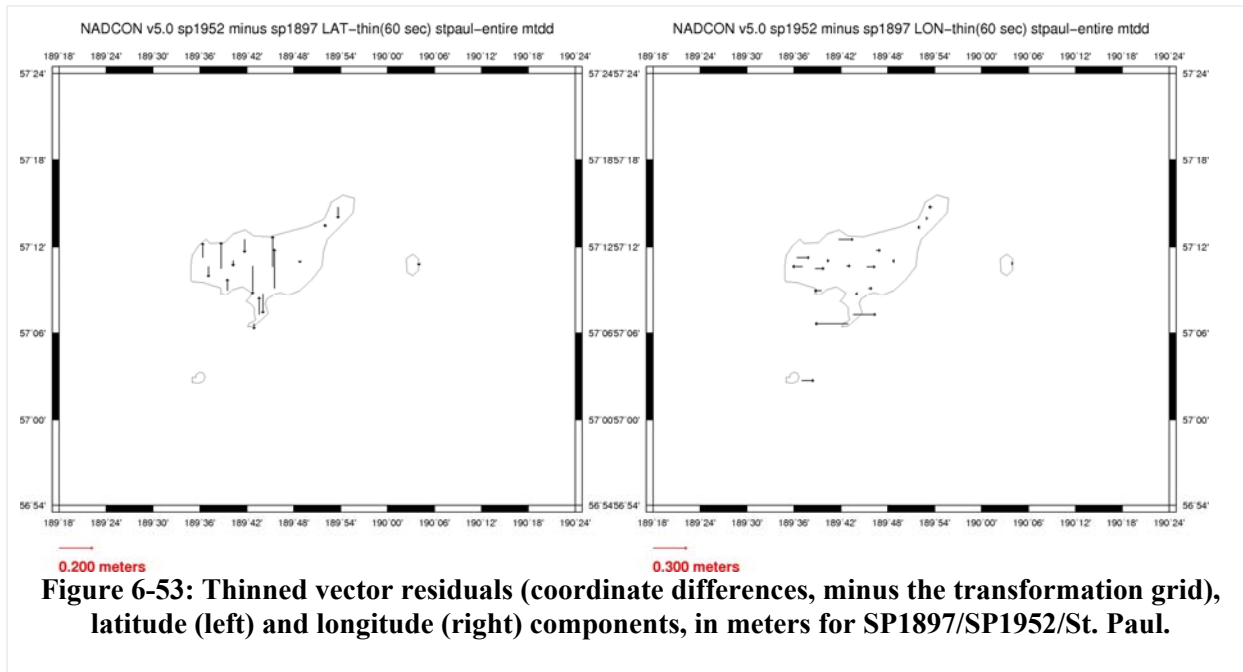 NADCON v5.0 sp1952 minus sp1897 LAT-thin(60 sec) stpaul-entire mtdd
189°18' 189°24' 189°30' 189°36' 189°42' 189°48' 189°54' 190°00' 190°06' 190°12' 190°18' 190°24'
57°24' 57°24'
57°18' 57°18'
57°12' 57°12'
57°06' 57°06'
57°00' 57°00'
56°54' 56°54'
189°18' 189°24' 189°30' 189°36' 189°42' 189°48' 189°54' 190°00' 190°06' 190°12' 190°18' 190°24'
0.200 meters
NADCON v5.0 sp1952 minus sp1897 LON-thin(60 sec) stpaul-entire mtdd
189°18' 189°24' 189°30' 189°36' 189°42' 189°48' 189°54' 190°00' 190°06' 190°12' 190°18' 190°24'
57°24' 57°24'
57°18' 57°18'
57°12' 57°12'
57°06' 57°06'
57°00' 57°00'
56°54' 56°54'
189°18' 189°24' 189°30' 189°36' 189°42' 189°48' 189°54' 190°00' 190°06' 190°12' 190°18' 190°24'
0.300 meters
Figure 6-53: Thinned vector residuals (coordinate differences, minus the transformation grid),
latitude (left) and longitude (right) components, in meters for SP1897/SP1952/St. Paul.